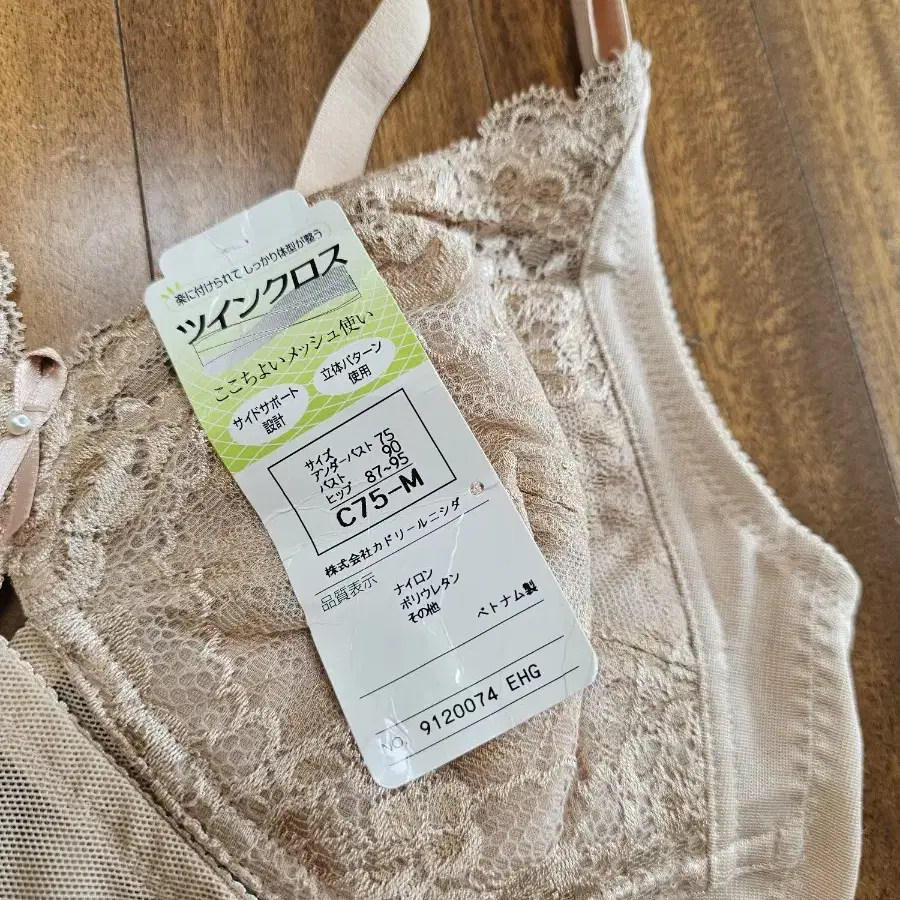 楽に付けられて しっかり体型が整う
ツインクロス
ここちよいメッシュ使い
サイドサポート
設計
立体パターン
使用
サイズ
アンダーバスト 75
バスト 90
ヒップ 87~95
C75-M
株式会社カドリールニシダ
品質表示
ナイロン
ポリウレタン
その他
ベトナム製
NO. 9120074 EHG